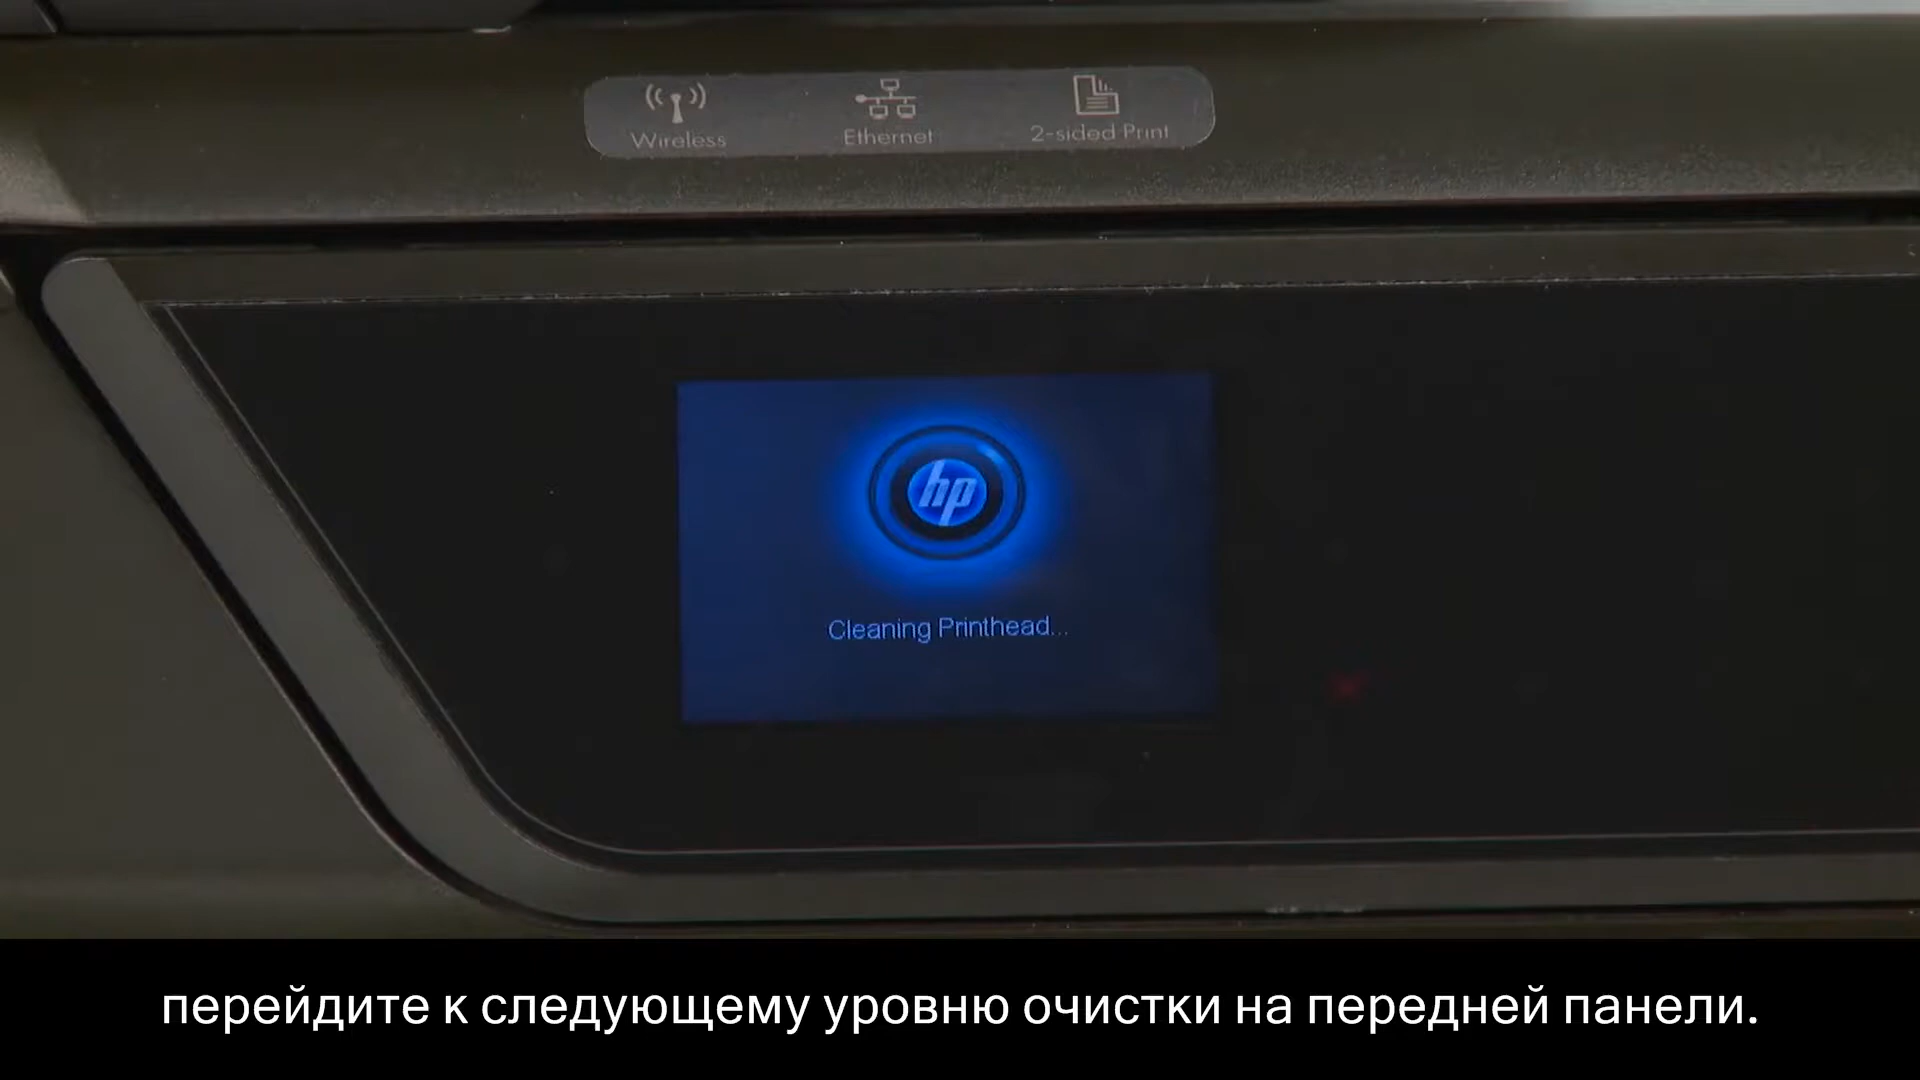 Wireless
Ethernet
2-sided Print
hp
Cleaning Printhead...
перейдите к следующему уровню очистки на передней панели.